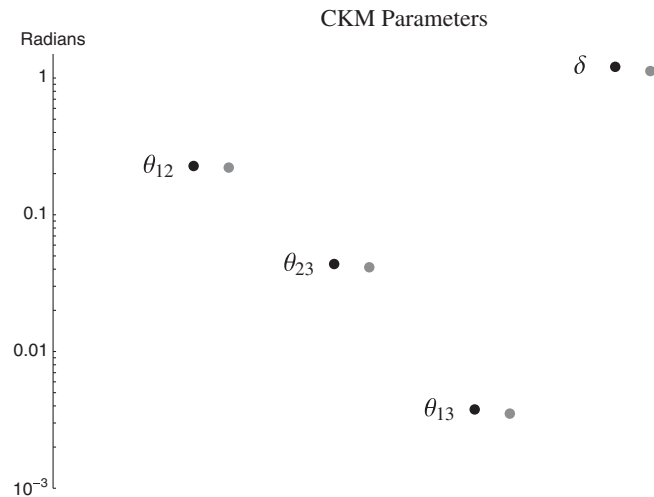 CKM Parameters
Radians
1
δ
θ₁₂
0.1
θ₂₃
0.01
θ₁₃
10⁻³